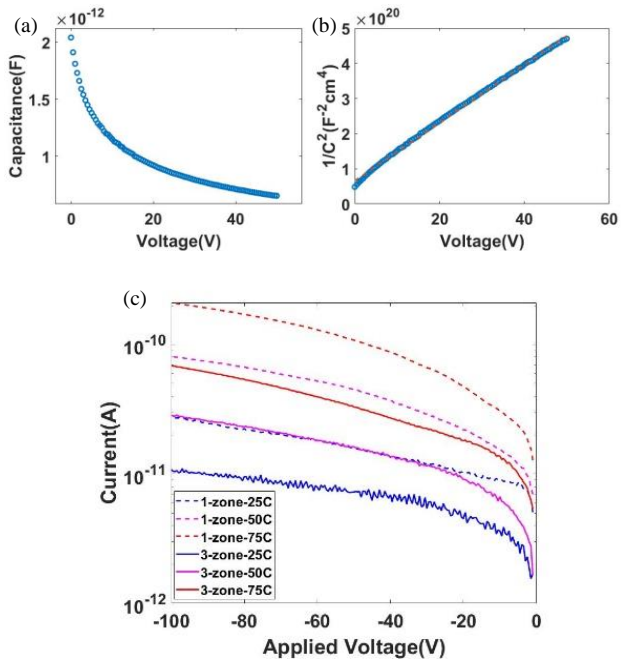 (a)
×10⁻¹²
2
1.5
1
Capacitance(F)
0
20
40
Voltage(V)
(b)
×10²⁰
5
4
3
2
1
0
1/C²(F⁻²cm⁴)
0
20
40
60
Voltage(V)
(c)
10⁻¹⁰
10⁻¹¹
10⁻¹²
Current(A)
1-zone-25C
1-zone-50C
1-zone-75C
3-zone-25C
3-zone-50C
3-zone-75C
-100
-80
-60
-40
-20
0
Applied Voltage(V)